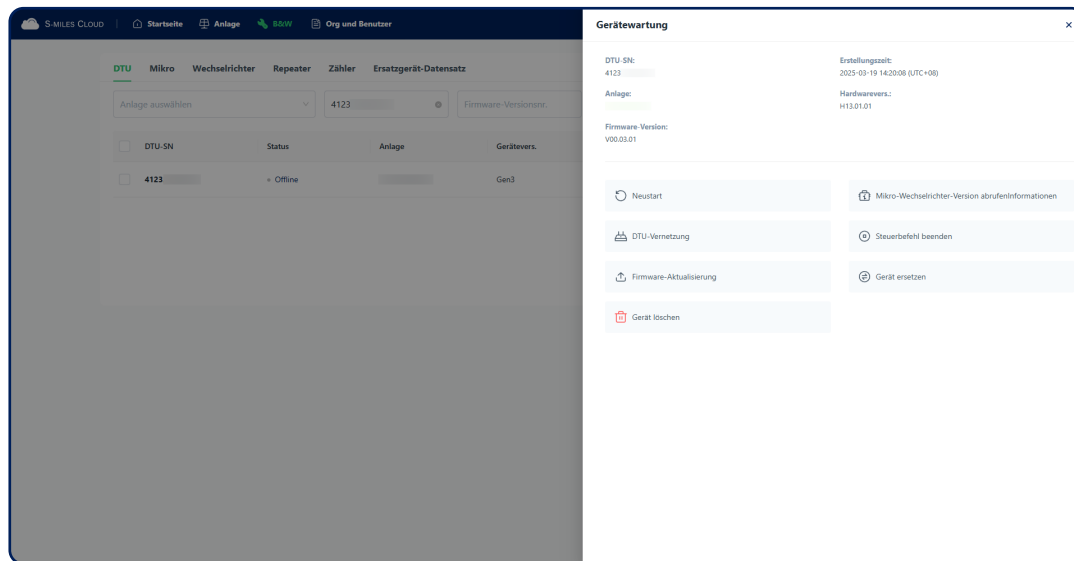 S-MILES CLOUD
Startseite
Anlage
B&W
Org und Benutzer
DTU
Mikro
Wechselrichter
Repeater
Zähler
Ersatzgerät-Datensatz
Anlage auswählen
4123
Firmware-Versionsnr.
DTU-SN
Status
Anlage
Gerätevers.
4123
Offline
Gen3
Gerätewartung
DTU-SN:
4123
Erstellungszeit:
2025-03-19 14:20:08 (UTC+08)
Anlage:
Hardwarevers.:
H13.01.01
Firmware-Version:
V00.03.01
Neustart
Mikro-Wechselrichter-Version abrufenInformationen
DTU-Vernetzung
Steuerbefehl beenden
Firmware-Aktualisierung
Gerät ersetzen
Gerät löschen